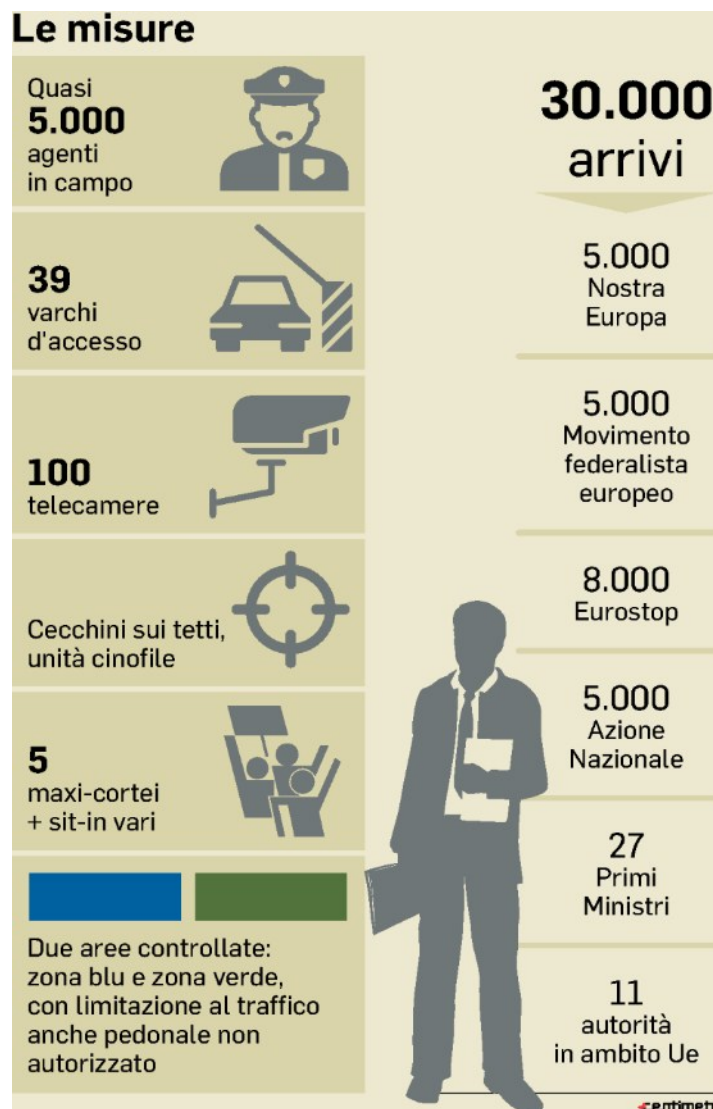 Le misure
Quasi
5.000
agenti
in campo
39
varchi
d'accesso
100
telecamere
Cecchini sui tetti,
unità cinofile
5
maxi-cortei
+ sit-in vari
Due aree controllate:
zona blu e zona verde,
con limitazione al traffico
anche pedonale non
autorizzato
30.000
arrivi
5.000
Nostra
Europa
5.000
Movimento
federalista
europeo
8.000
Eurostop
5.000
Azione
Nazionale
27
Primi
Ministri
11
autorità
in ambito Ue